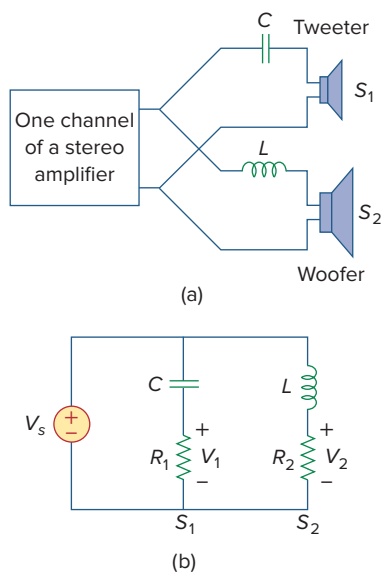 C
Tweeter
S1
One channel
of a stereo
amplifier
L
S2
Woofer
(a)
C
L
Vs
+
−
+
R1
V1
−
+
R2
V2
−
S1
S2
(b)